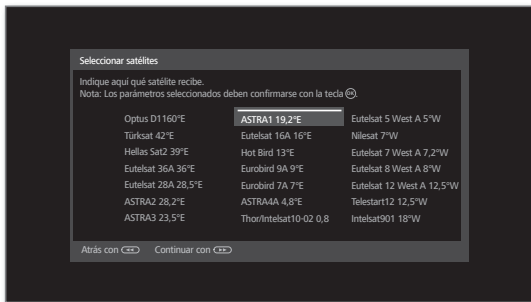 Seleccionar satélites
Indique aquí qué satélite recibe.
Nota: Los parámetros seleccionados deben confirmarse con la tecla OK.
Optus D1160°E
Türksat 42°E
Hellas Sat2 39°E
Eutelsat 36A 36°E
Eutelsat 28A 28,5°E
ASTRA2 28,2°E
ASTRA3 23,5°E
ASTRA1 19,2°E
Eutelsat 16A 16°E
Hot Bird 13°E
Eurobird 9A 9°E
Eurobird 7A 7°E
ASTRA4A 4,8°E
Thor/Intelsat10-02 0,8
Eutelsat 5 West A 5°W
Nilesat 7°W
Eutelsat 7 West A 7,2°W
Eutelsat 8 West A 8°W
Eutelsat 12 West A 12,5°W
Telestart12 12,5°W
Intelsat901 18°W
Atrás con Continuar con